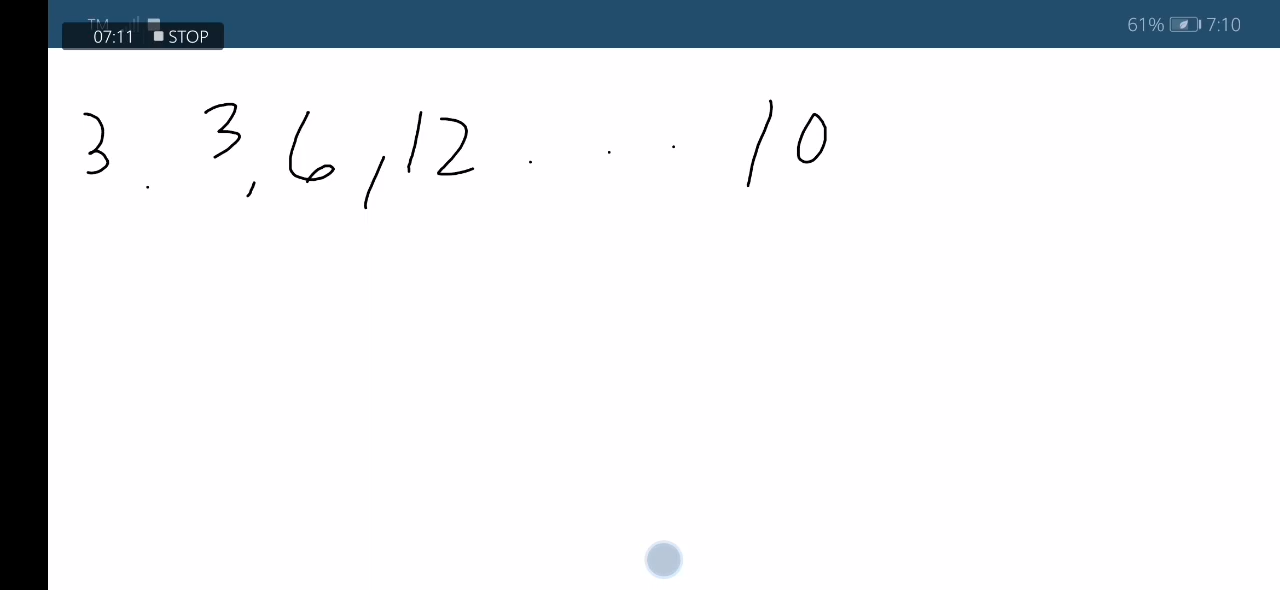 61% 7:10
07:11 STOP
3. 3, 6, 12 . . . 10